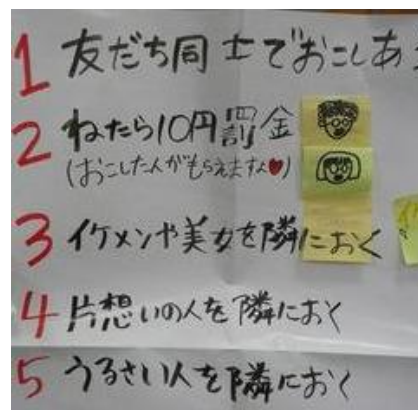 1 友だち同士でおこしあ
2 ねたら10円罰金
(おこした人がもらえます♥)
3 イケメンや美女を隣におく
4 片想いの人を隣におく
5 うるさい人を隣におく